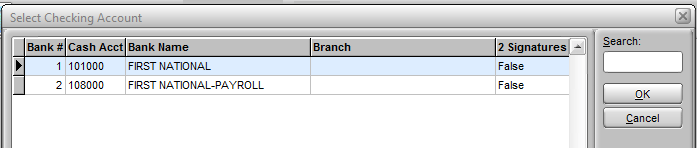 Select Checking Account
Bank # Cash Acct Bank Name Branch 2 Signatures
1 101000 FIRST NATIONAL False
2 108000 FIRST NATIONAL-PAYROLL False
Search:
OK
Cancel